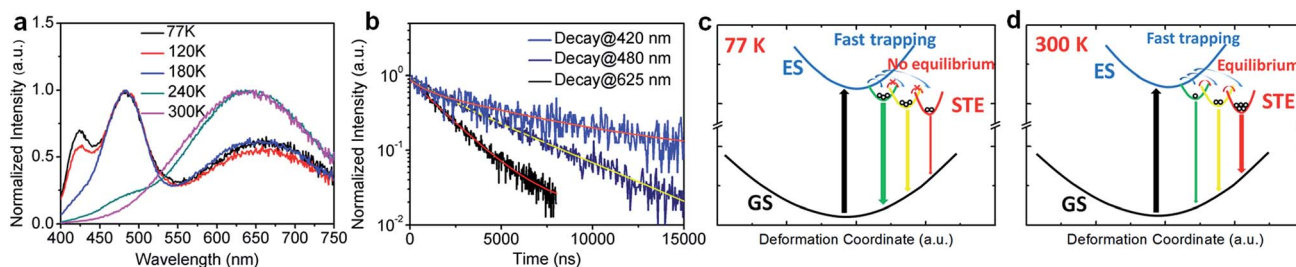 a
1.5
1.0
0.5
0.0
Normalized Intensity (a.u.)
77K
120K
180K
240K
300K
400 450 500 550 600 650 700 750
Wavelength (nm)
b
10⁰
10⁻¹
10⁻²
Normalized Intensity (a.u.)
Decay@420 nm
Decay@480 nm
Decay@625 nm
0 5000 10000 15000
Time (ns)
c
77 K
Fast trapping
ES
No equilibrium
STE
GS
Deformation Coordinate (a.u.)
d
300 K
Fast trapping
ES
Equilibrium
STE
GS
Deformation Coordinate (a.u.)